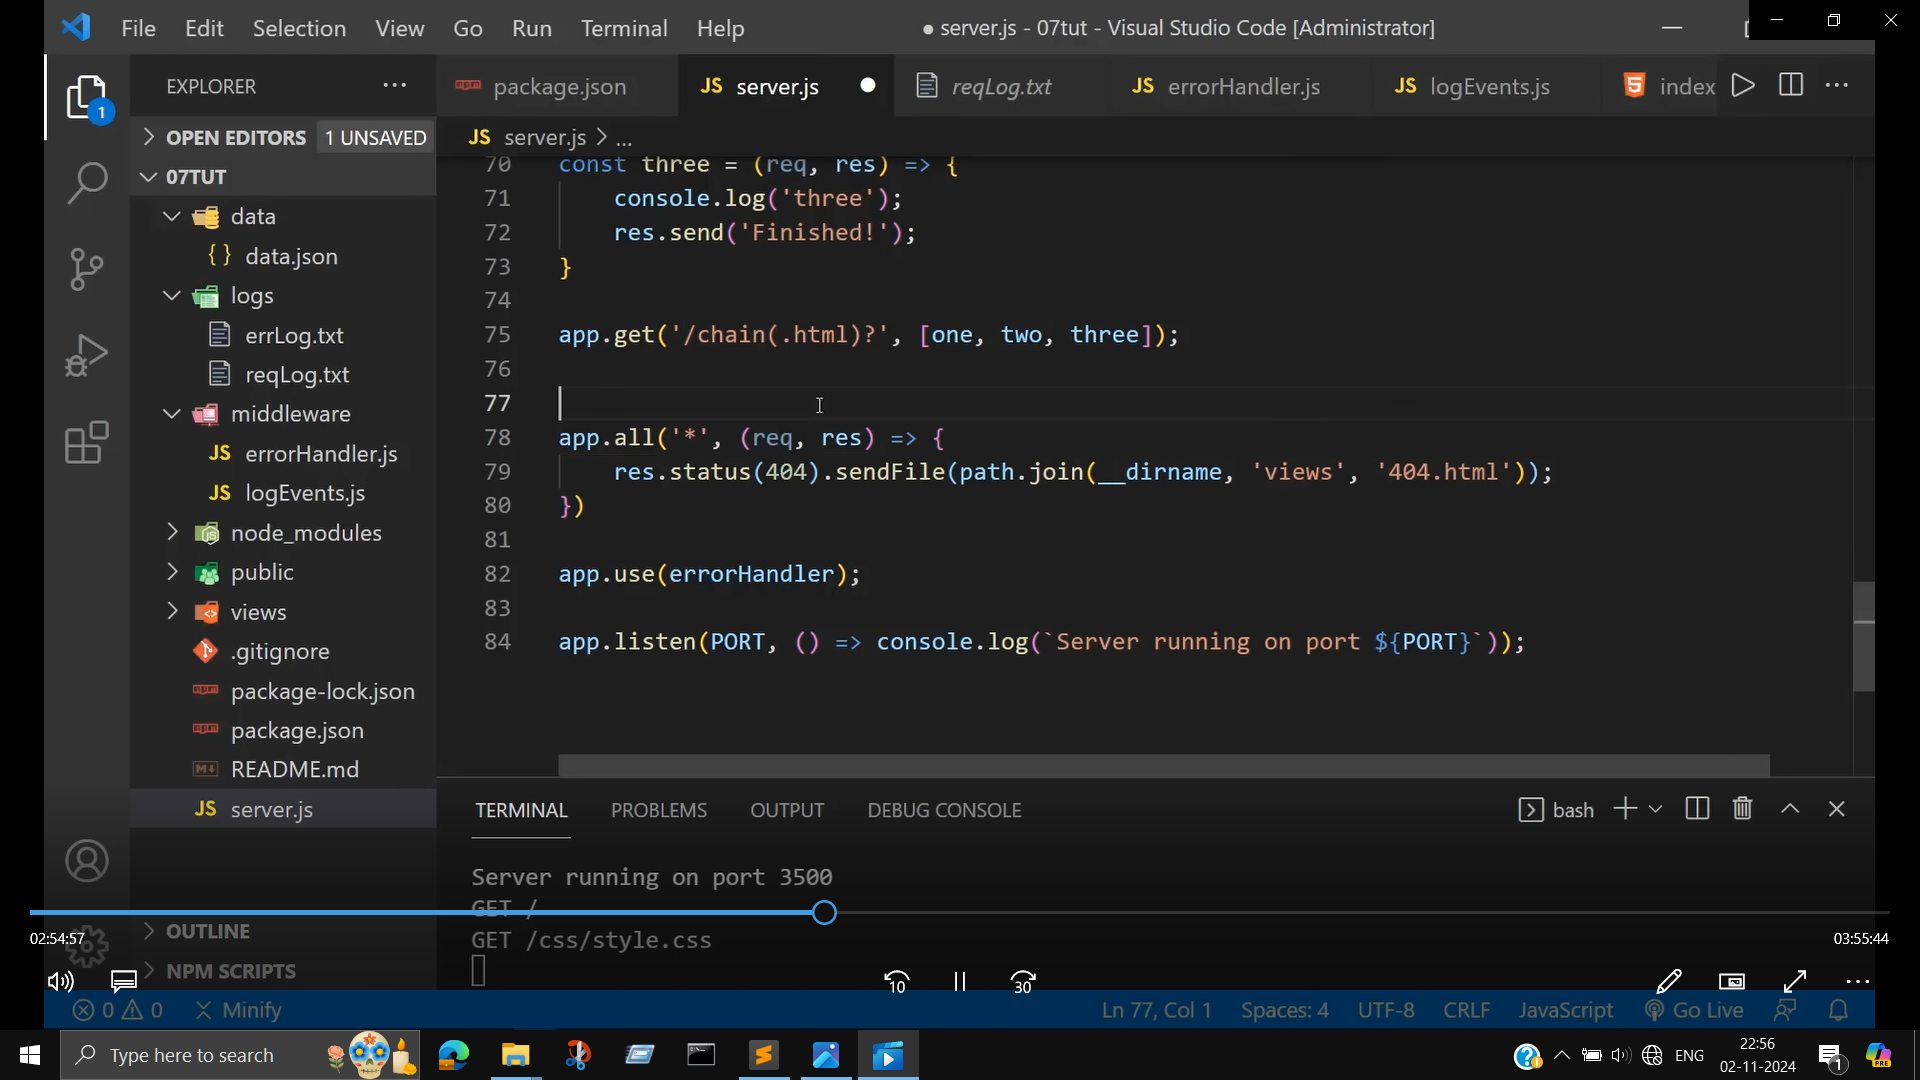 File Edit Selection View Go Run Terminal Help
● server.js - 07tut - Visual Studio Code [Administrator]
EXPLORER
package.json
JS server.js
reqLog.txt
JS errorHandler.js
JS logEvents.js
index
1
OPEN EDITORS 1 UNSAVED
JS server.js > ...
07TUT
data
{ } data.json
logs
errLog.txt
reqLog.txt
middleware
JS errorHandler.js
JS logEvents.js
node_modules
public
views
.gitignore
package-lock.json
package.json
README.md
JS server.js
OUTLINE
NPM SCRIPTS
70 const three = (req, res) => {
71 console.log('three');
72 res.send('Finished!');
73 }
74
75 app.get('/chain(.html)?', [one, two, three]);
76
77
78 app.all('*', (req, res) => {
79 res.status(404).sendFile(path.join(__dirname, 'views', '404.html'));
80 })
81
82 app.use(errorHandler);
83
84 app.listen(PORT, () => console.log(`Server running on port ${PORT}`));
TERMINAL PROBLEMS OUTPUT DEBUG CONSOLE
bash
Server running on port 3500
GET /
GET /css/style.css
02:54:57
03:55:44
10
30
0 0 Minify
Ln 77, Col 1 Spaces: 4 UTF-8 CRLF JavaScript Go Live
Type here to search
ENG
22:56
02-11-2024
1
PRE